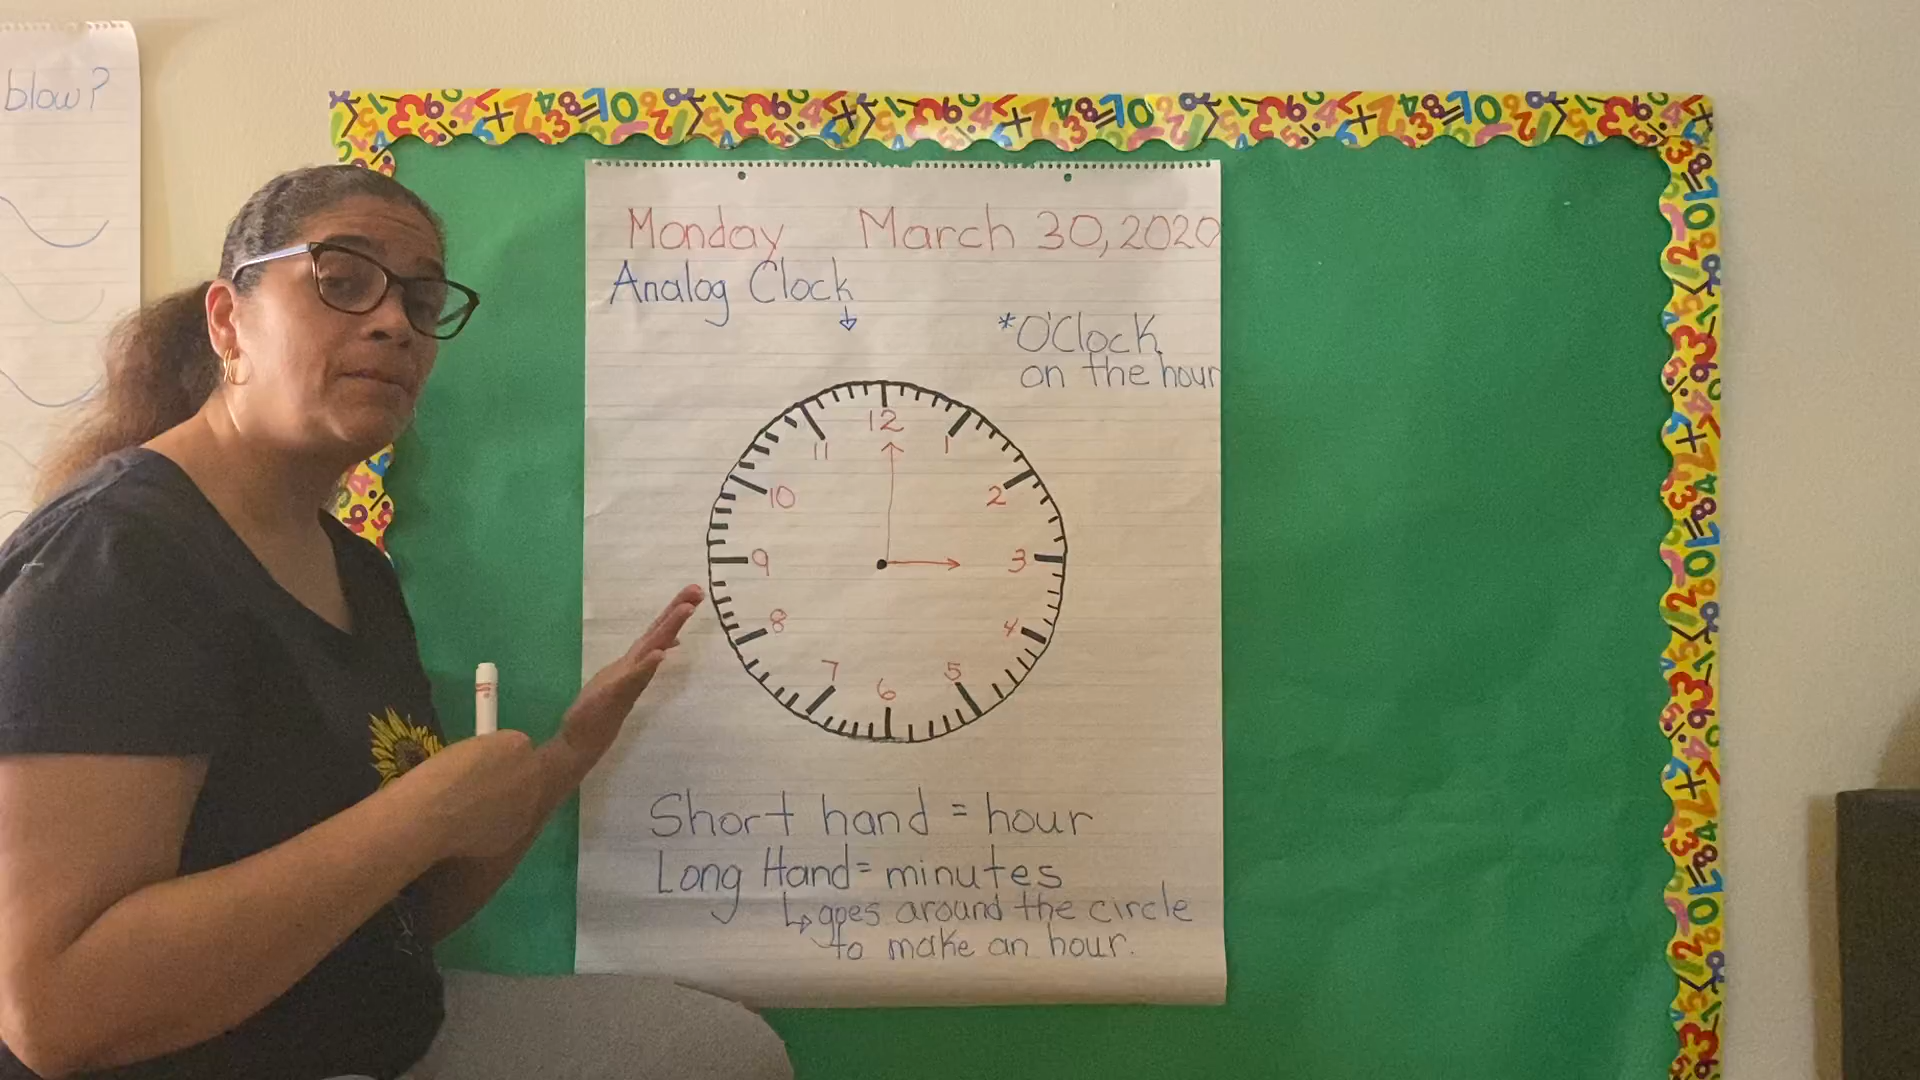 blow?
Monday March 30, 2020
Analog Clock
*O'Clock
on the hour
12
11 1
10 2
9 3
8 4
7 5
6
Short hand = hour
Long Hand = minutes
↳ goes around the circle
to make an hour.